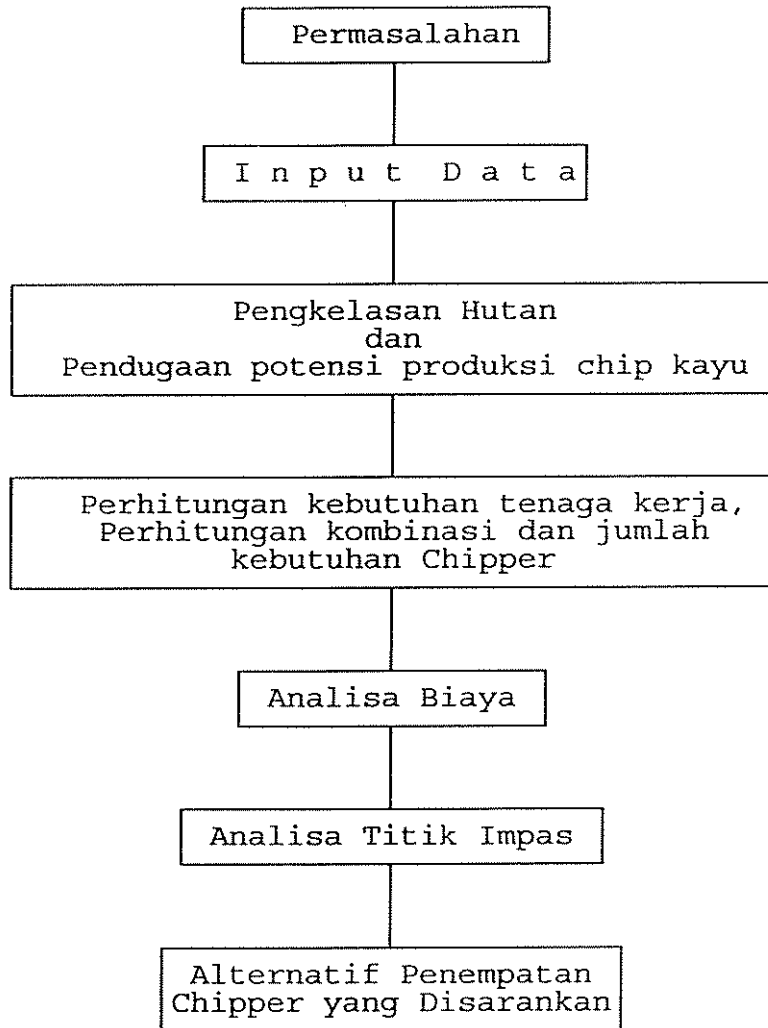 Permasalahan
I n p u t D a t a
Pengkelasan Hutan
dan
Pendugaan potensi produksi chip kayu
Perhitungan kebutuhan tenaga kerja,
Perhitungan kombinasi dan jumlah
kebutuhan Chipper
Analisa Biaya
Analisa Titik Impas
Alternatif Penempatan
Chipper yang Disarankan